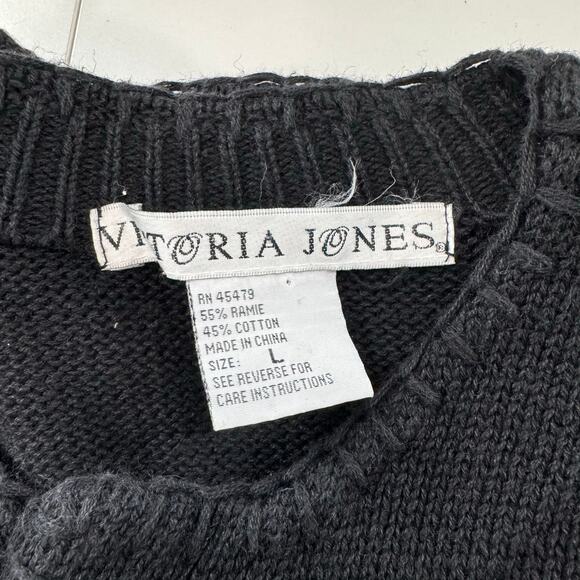 VICTORIA JONES®
RN 45479
55% RAMIE
45% COTTON
MADE IN CHINA
SIZE: L
SEE REVERSE FOR
CARE INSTRUCTIONS